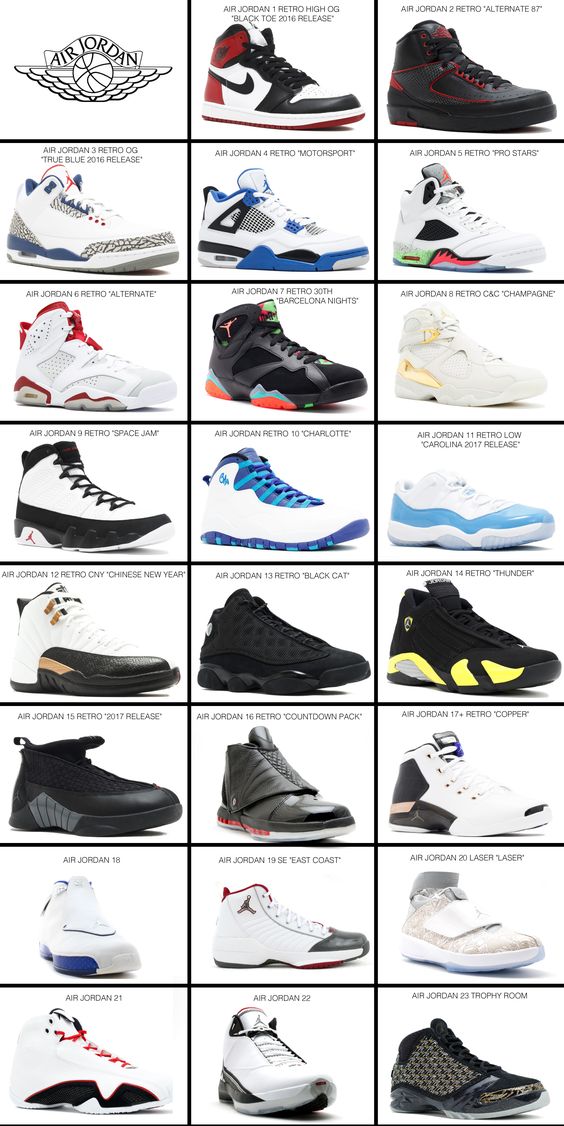 AIR JORDAN
AIR JORDAN 1 RETRO HIGH OG
"BLACK TOE 2016 RELEASE"
AIR JORDAN 2 RETRO "ALTERNATE 87"
AIR JORDAN 3 RETRO OG
"TRUE BLUE 2016 RELEASE"
AIR JORDAN 4 RETRO "MOTORSPORT"
AIR JORDAN 5 RETRO "PRO STARS"
AIR JORDAN 6 RETRO "ALTERNATE"
AIR JORDAN 7 RETRO 30TH
"BARCELONA NIGHTS"
AIR JORDAN 8 RETRO C&C "CHAMPAGNE"
AIR JORDAN 9 RETRO "SPACE JAM"
AIR JORDAN RETRO 10 "CHARLOTTE"
AIR JORDAN 11 RETRO LOW
"CAROLINA 2017 RELEASE"
AIR JORDAN 12 RETRO CNY "CHINESE NEW YEAR"
AIR JORDAN 13 RETRO "BLACK CAT"
AIR JORDAN 14 RETRO "THUNDER"
AIR JORDAN 15 RETRO "2017 RELEASE"
AIR JORDAN 16 RETRO "COUNTDOWN PACK"
AIR JORDAN 17+ RETRO "COPPER"
AIR JORDAN 18
AIR JORDAN 19 SE "EAST COAST"
AIR JORDAN 20 LASER "LASER"
AIR JORDAN 21
AIR JORDAN 22
AIR JORDAN 23 TROPHY ROOM